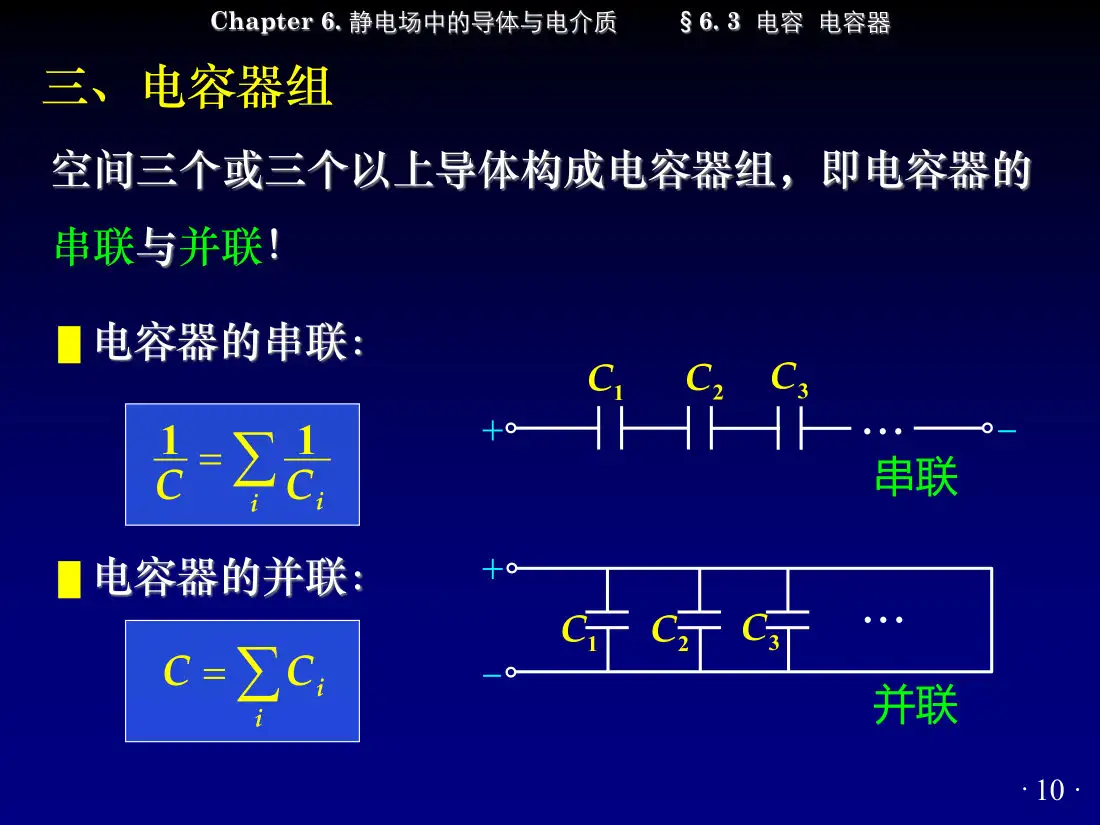 Chapter 6. 静电场中的导体与电介质 §6. 3 电容 电容器
三、电容器组
空间三个或三个以上导体构成电容器组，即电容器的
串联与并联！
电容器的串联：
1/C = ∑_i 1/C_i
C₁ C₂ C₃
+ … −
串联
电容器的并联：
C = ∑_i C_i
+
C₁ C₂ C₃ …
−
并联
· 10 ·